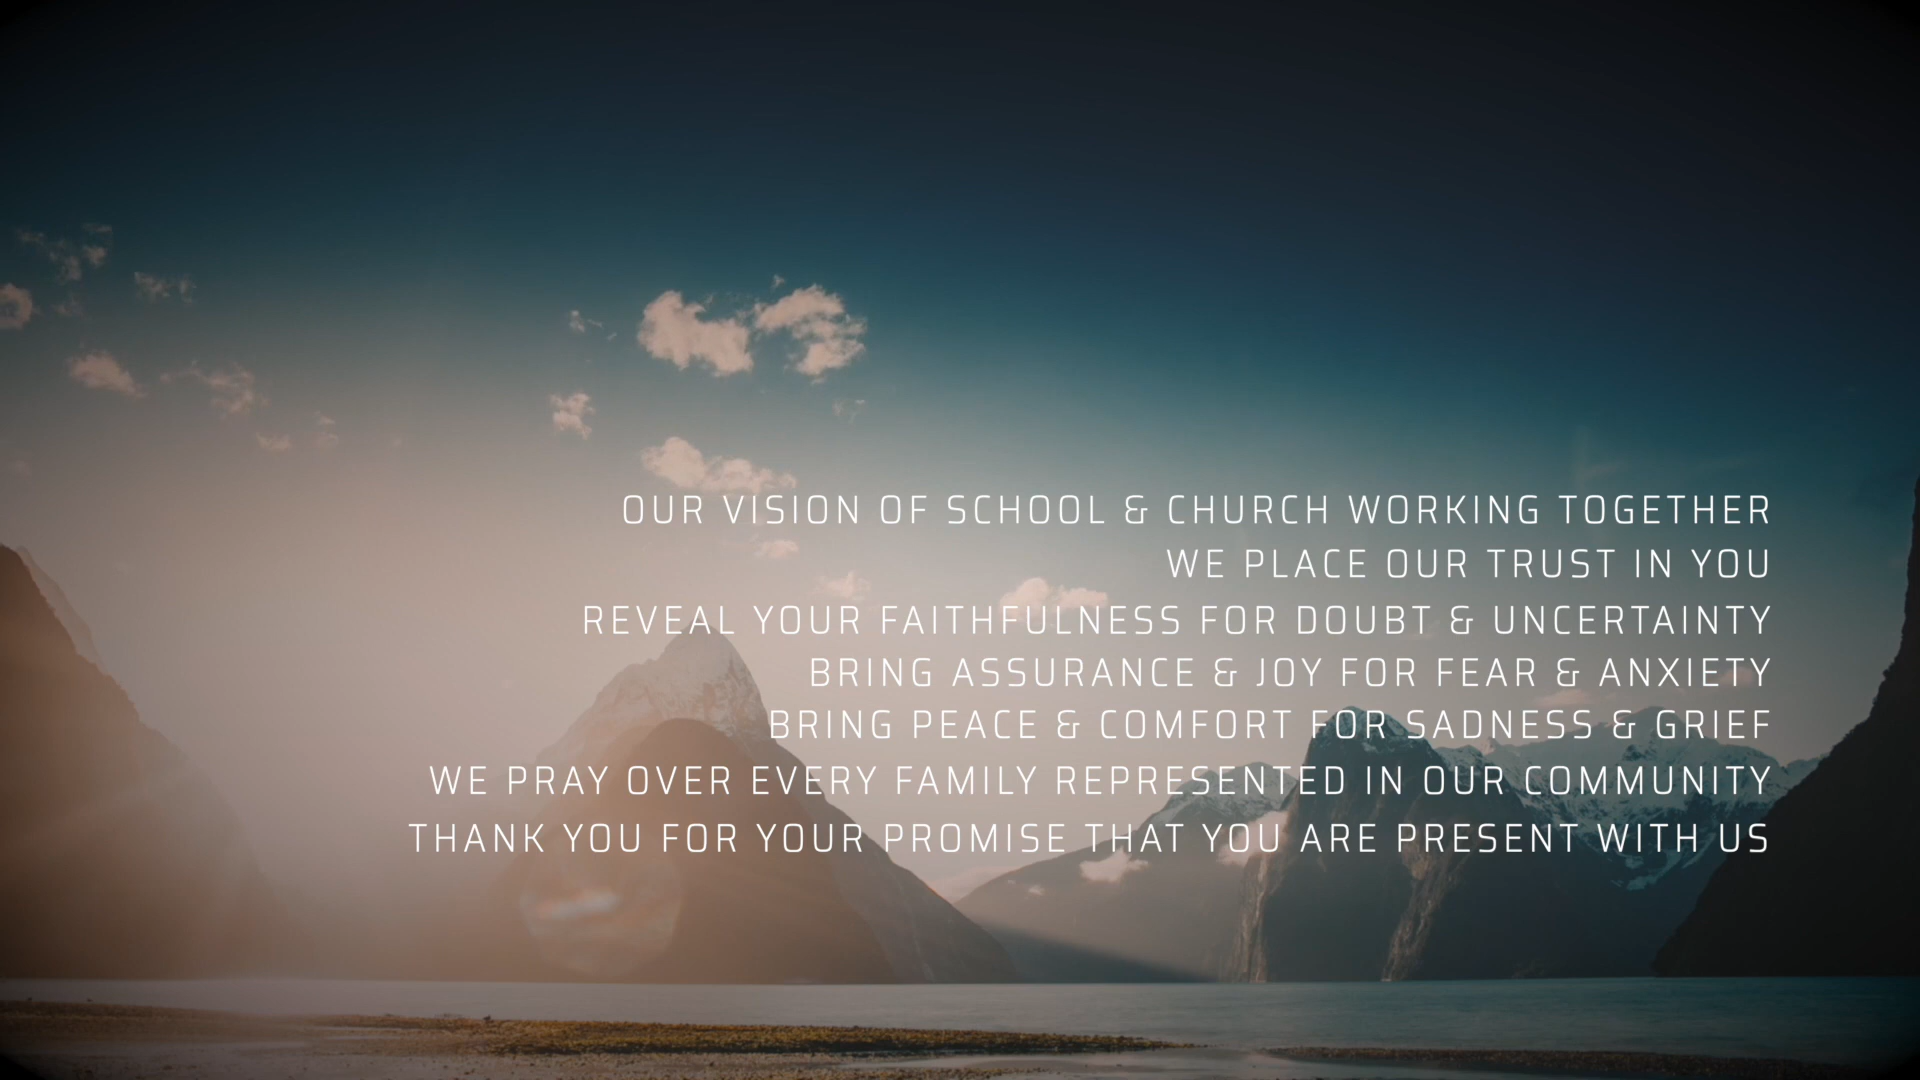 OUR VISION OF SCHOOL & CHURCH WORKING TOGETHER
WE PLACE OUR TRUST IN YOU
REVEAL YOUR FAITHFULNESS FOR DOUBT & UNCERTAINTY
BRING ASSURANCE & JOY FOR FEAR & ANXIETY
BRING PEACE & COMFORT FOR SADNESS & GRIEF
WE PRAY OVER EVERY FAMILY REPRESENTED IN OUR COMMUNITY
THANK YOU FOR YOUR PROMISE THAT YOU ARE PRESENT WITH US